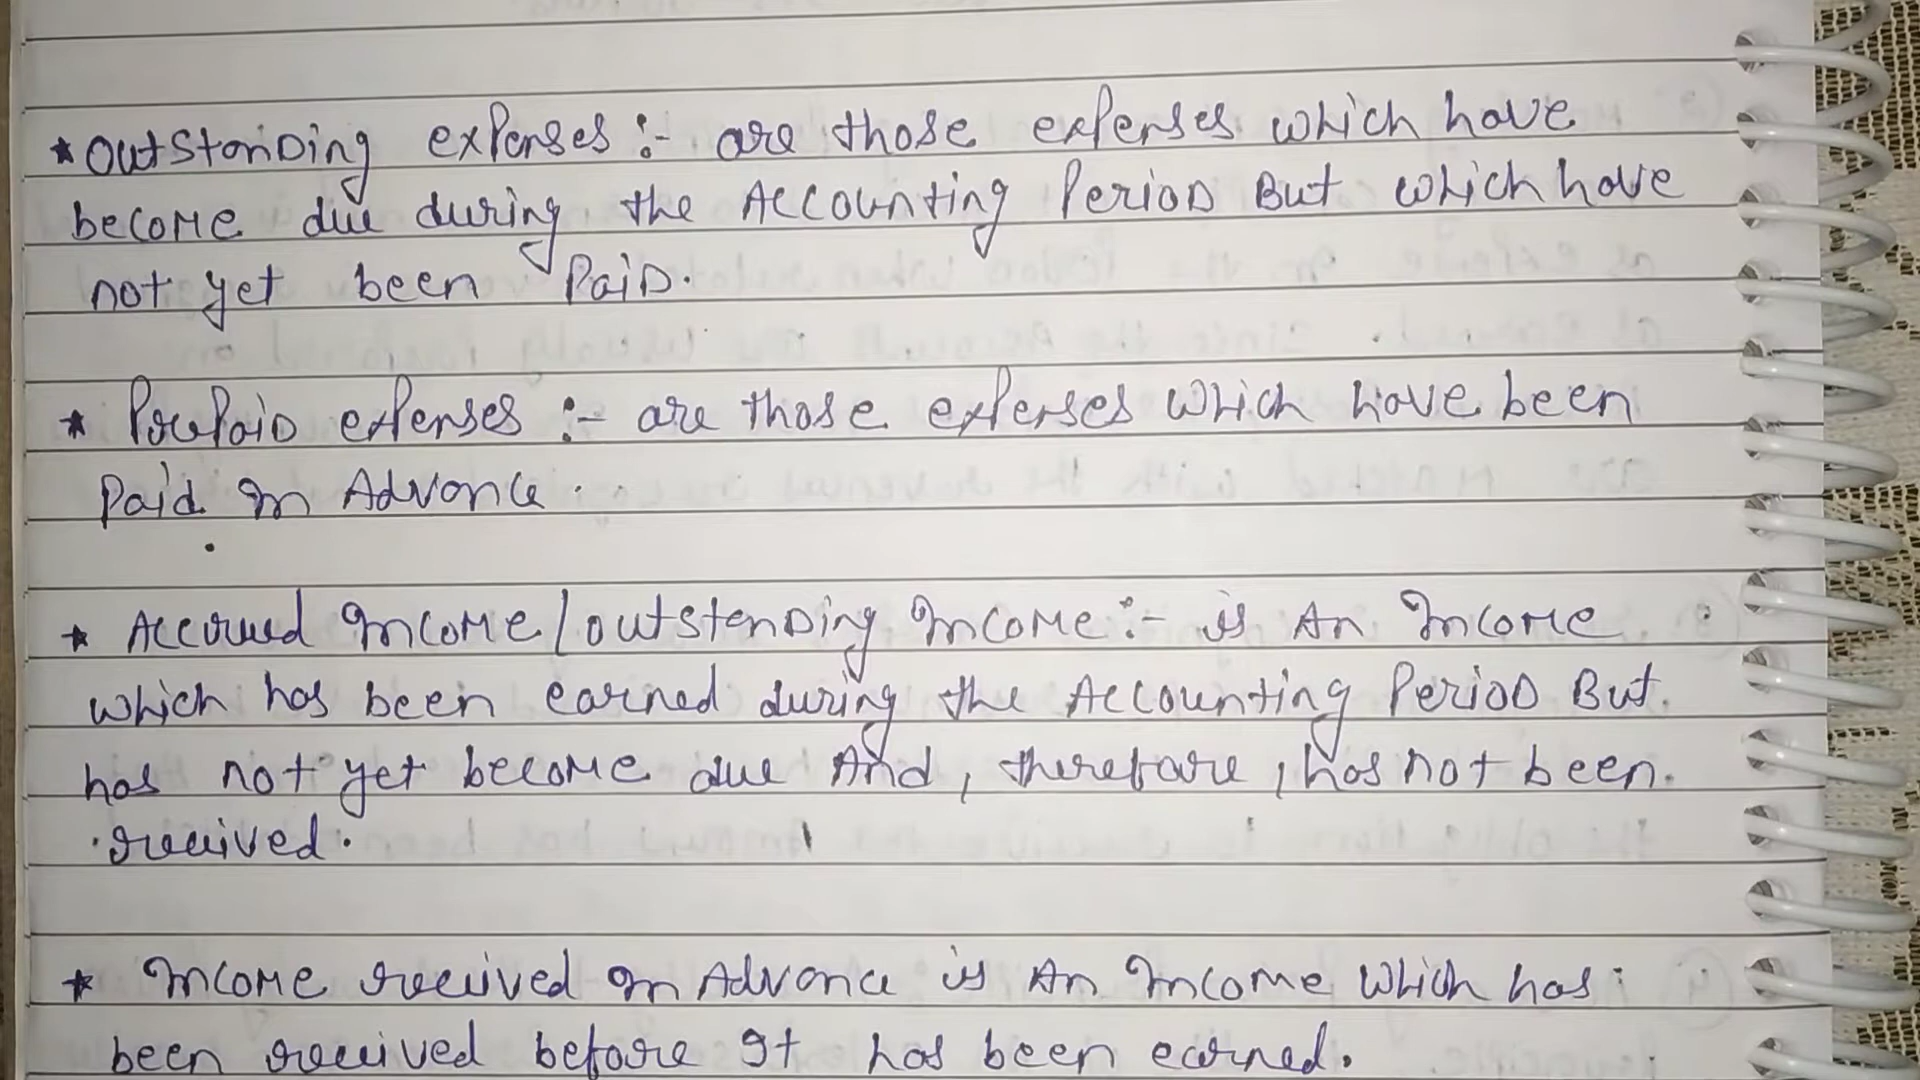 * Outstanding expenses :- are those expenses which have
become due during the Accounting Period But which have
not yet been Paid.
* Prepaid expenses :- are those expenses which have been
Paid in Advance.
* Accrued Income / outstending Income :- is An Income
which has been earned during the Accounting Period But
has not yet become due And, therefore, has not been
received.
* Income received in Advance is An Income which has
been received before It has been earned.